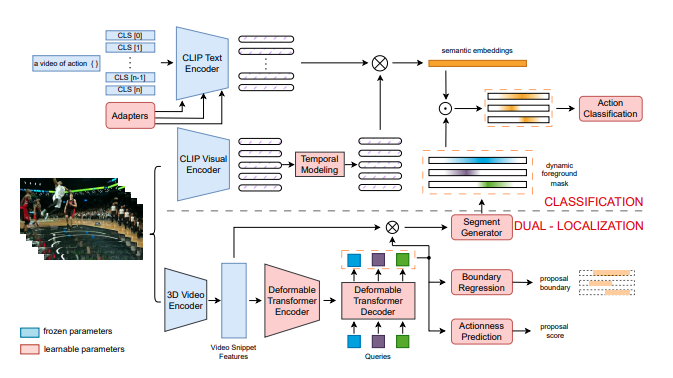 CLS [0]
CLS [1]
a video of action ( )
CLS [n-1]
CLS [n]
Adapters
CLIP Text
Encoder
semantic embeddings
Action
Classification
CLIP Visual
Encoder
Temporal
Modeling
dynamic
foreground
mask
CLASSIFICATION
DUAL - LOCALIZATION
Segment
Generator
3D Video
Encoder
Video Snippet
Features
Deformable
Transformer
Encoder
Deformable
Transformer
Decoder
Queries
Boundary
Regression
proposal
boundary
Actionness
Prediction
proposal
score
frozen parameters
learnable parameters